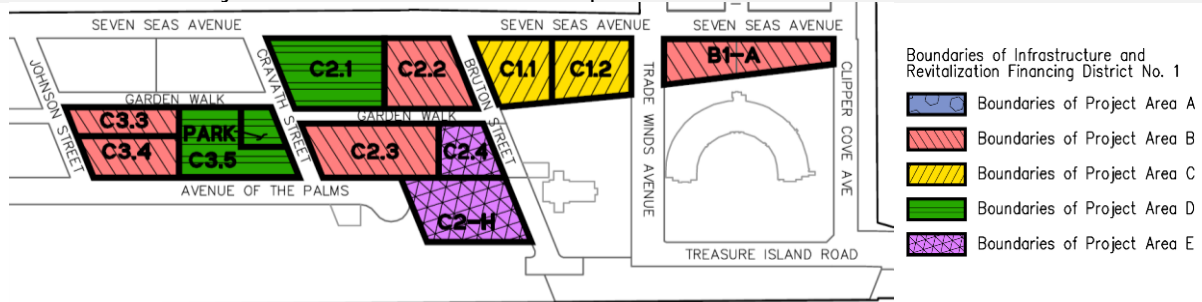 SEVEN SEAS AVENUE
SEVEN SEAS AVENUE
SEVEN SEAS AVENUE
JOHNSON STREET
CRAVATH STREET
C2.1
C2.2
BRUTON STREET
C1.1
C1.2
TRADE WINDS AVENUE
B1-A
CLIPPER COVE AVE
GARDEN WALK
GARDEN WALK
C3.3
C3.4
PARK
C3.5
C2.3
C2.4
C2-H
AVENUE OF THE PALMS
TREASURE ISLAND ROAD
Boundaries of Infrastructure and
Revitalization Financing District No. 1
Boundaries of Project Area A
Boundaries of Project Area B
Boundaries of Project Area C
Boundaries of Project Area D
Boundaries of Project Area E